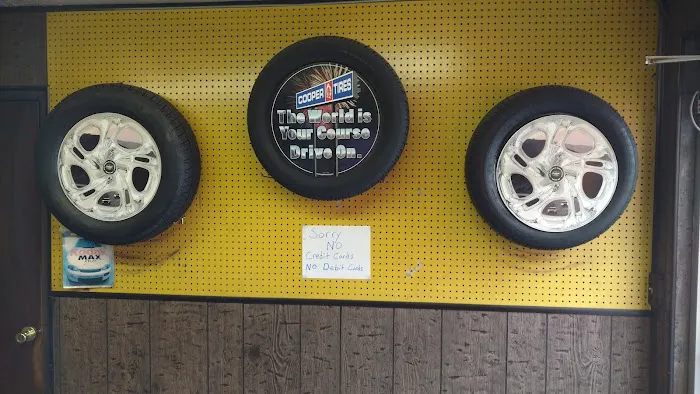 COOPER TIRES
The World is
Your Course
Drive On.
Sorry
NO
Credit Cards
No Debit Cards
MAX